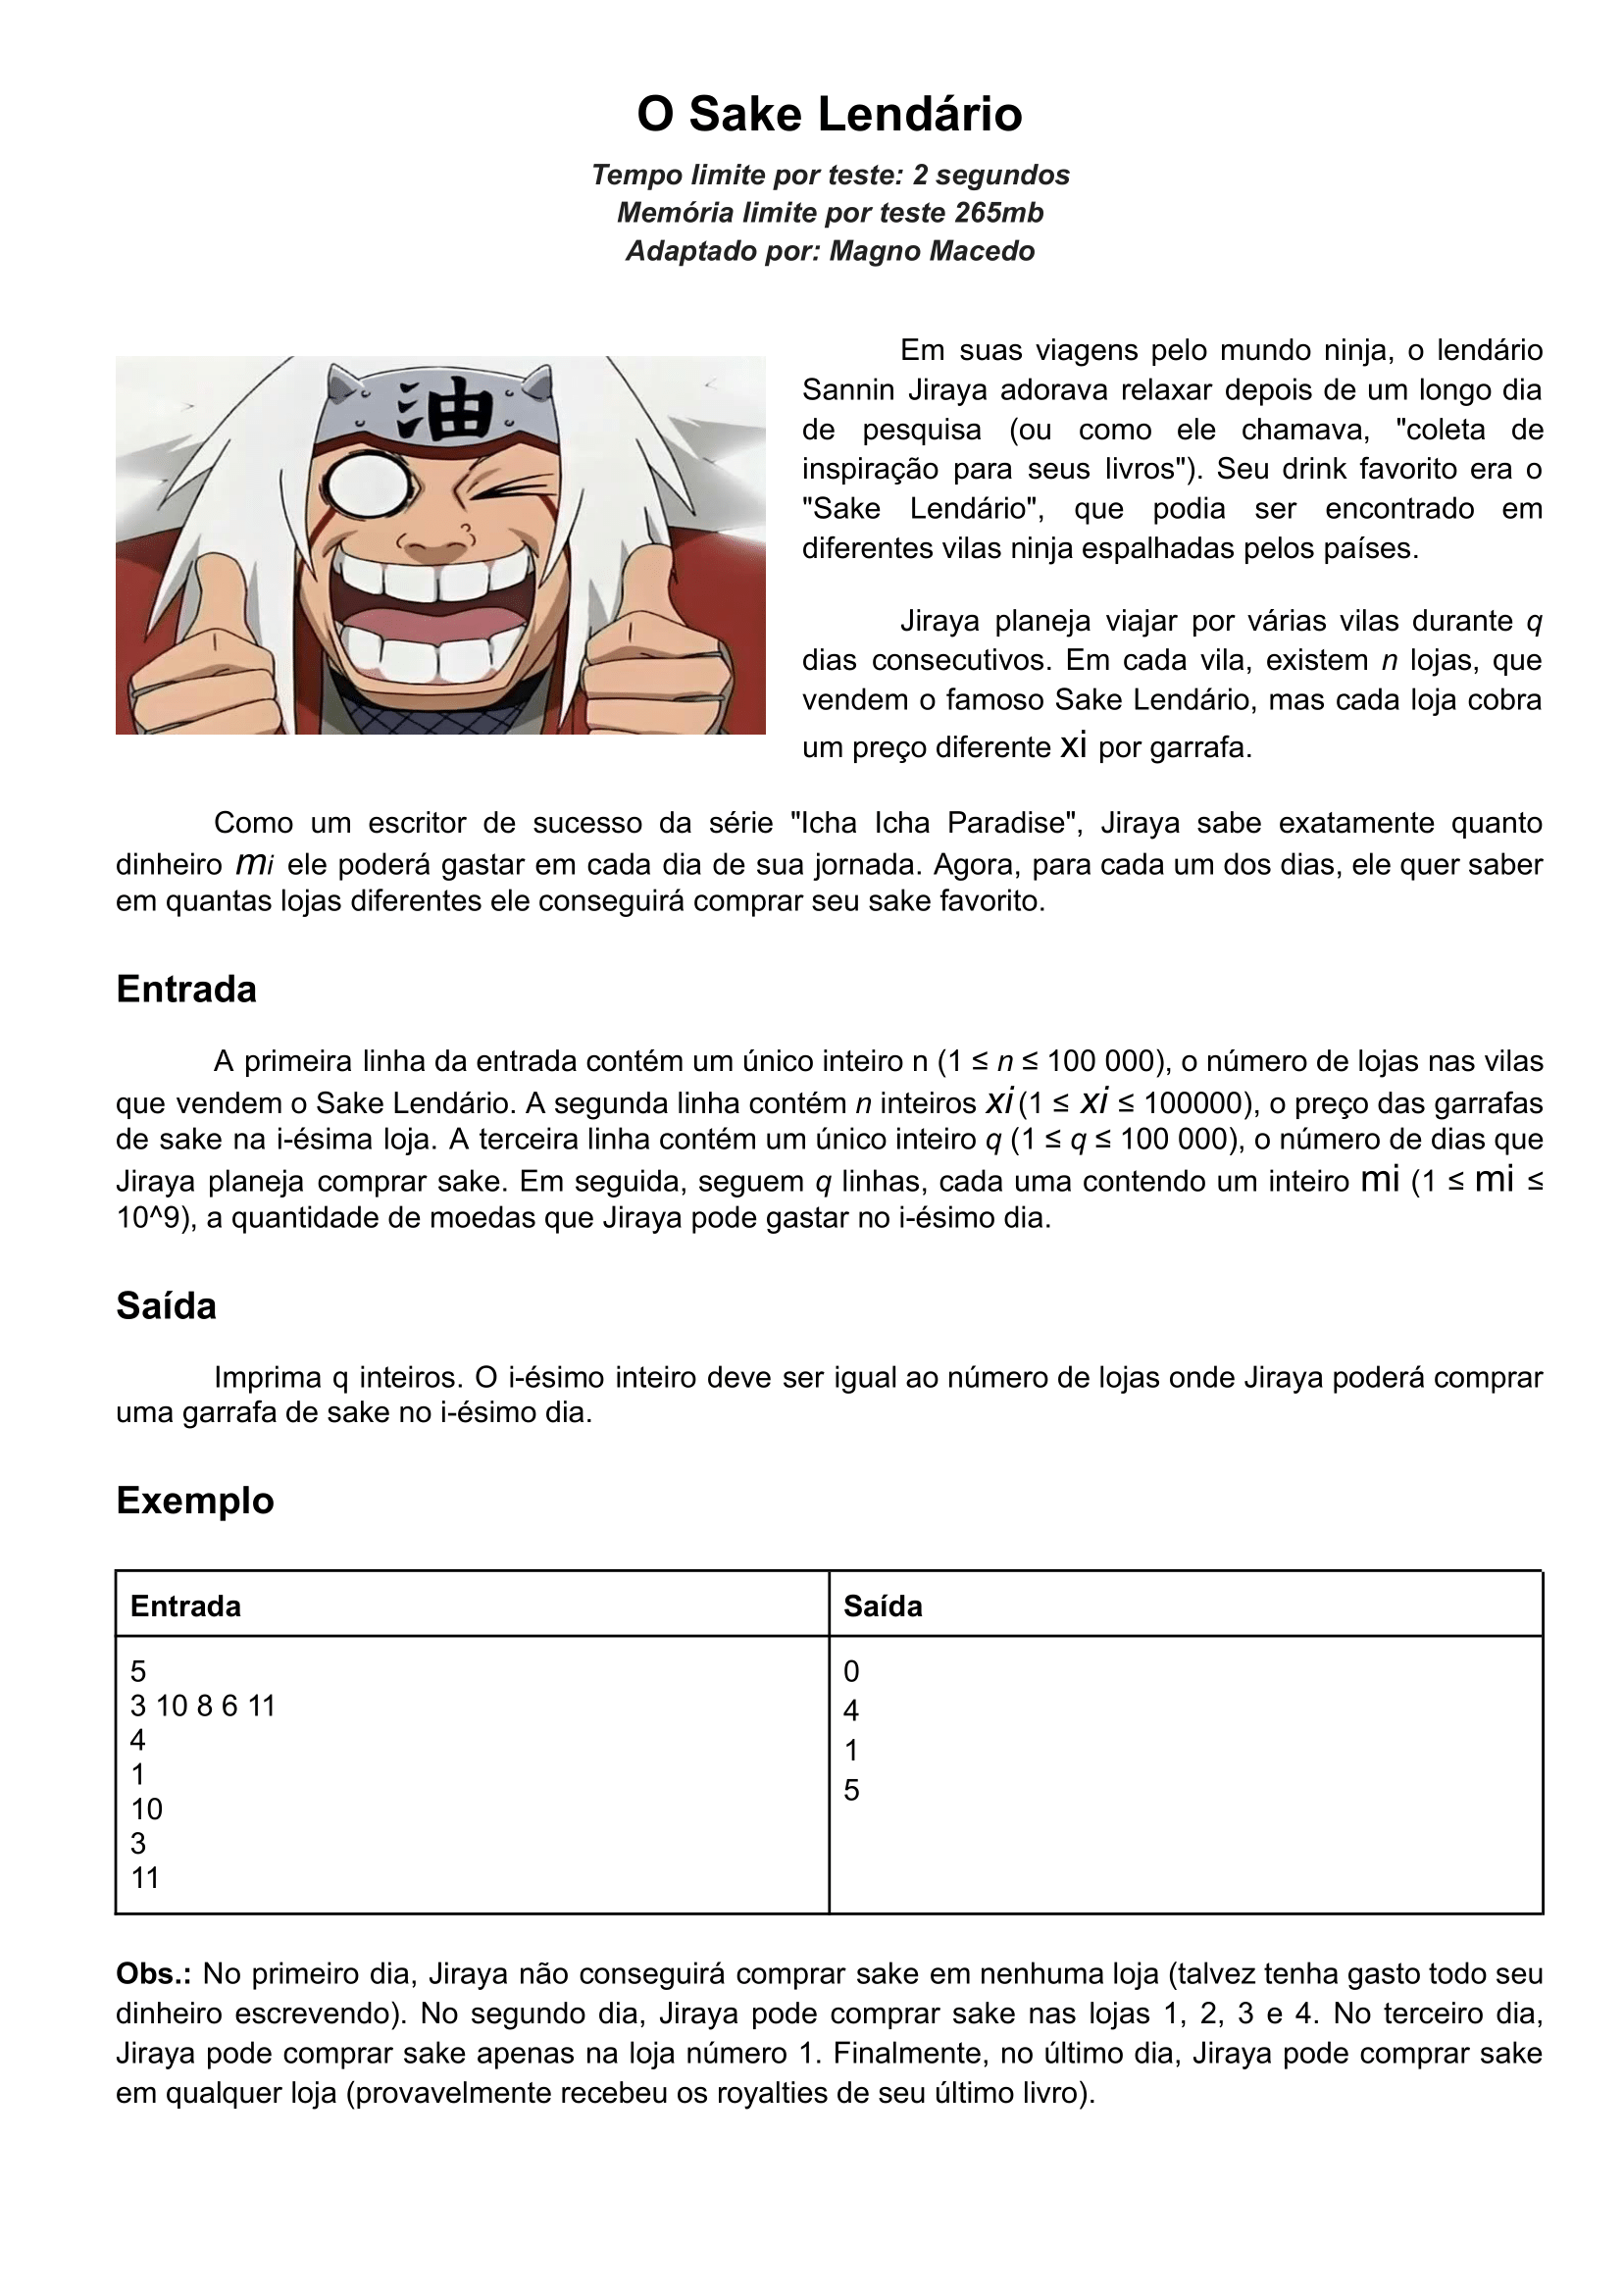 O Sake Lendário
Tempo limite por teste: 2 segundos
Memória limite por teste 265mb
Adaptado por: Magno Macedo
油
Em suas viagens pelo mundo ninja, o lendário
Sannin Jiraya adorava relaxar depois de um longo dia
de pesquisa (ou como ele chamava, "coleta de
inspiração para seus livros"). Seu drink favorito era o
"Sake Lendário", que podia ser encontrado em
diferentes vilas ninja espalhadas pelos países.
Jiraya planeja viajar por várias vilas durante q
dias consecutivos. Em cada vila, existem n lojas, que
vendem o famoso Sake Lendário, mas cada loja cobra
um preço diferente xi por garrafa.
Como um escritor de sucesso da série "Icha Icha Paradise", Jiraya sabe exatamente quanto
dinheiro mi ele poderá gastar em cada dia de sua jornada. Agora, para cada um dos dias, ele quer saber
em quantas lojas diferentes ele conseguirá comprar seu sake favorito.
Entrada
A primeira linha da entrada contém um único inteiro n (1 ≤ n ≤ 100 000), o número de lojas nas vilas
que vendem o Sake Lendário. A segunda linha contém n inteiros xi (1 ≤ xi ≤ 100000), o preço das garrafas
de sake na i-ésima loja. A terceira linha contém um único inteiro q (1 ≤ q ≤ 100 000), o número de dias que
Jiraya planeja comprar sake. Em seguida, seguem q linhas, cada uma contendo um inteiro mi (1 ≤ mi ≤
10^9), a quantidade de moedas que Jiraya pode gastar no i-ésimo dia.
Saída
Imprima q inteiros. O i-ésimo inteiro deve ser igual ao número de lojas onde Jiraya poderá comprar
uma garrafa de sake no i-ésimo dia.
Exemplo
Entrada
5
3 10 8 6 11
4
1
10
3
11
Saída
0
4
1
5
Obs.: No primeiro dia, Jiraya não conseguirá comprar sake em nenhuma loja (talvez tenha gasto todo seu
dinheiro escrevendo). No segundo dia, Jiraya pode comprar sake nas lojas 1, 2, 3 e 4. No terceiro dia,
Jiraya pode comprar sake apenas na loja número 1. Finalmente, no último dia, Jiraya pode comprar sake
em qualquer loja (provavelmente recebeu os royalties de seu último livro).